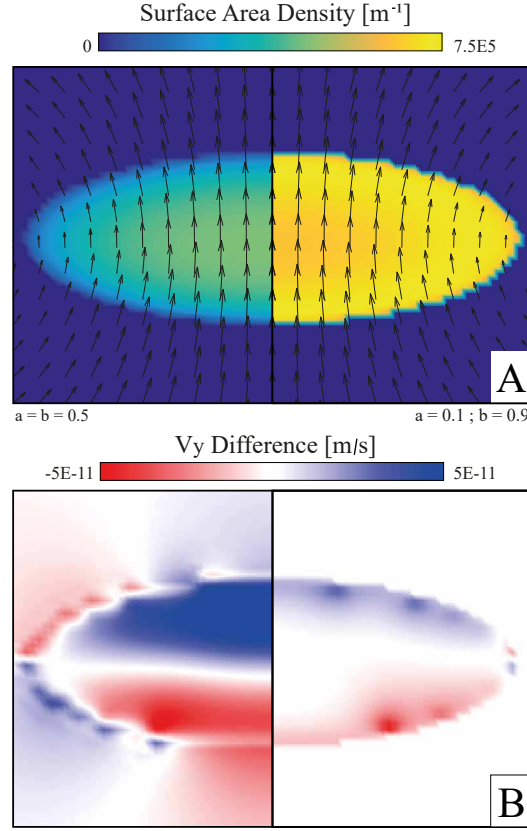 Surface Area Density [m⁻¹]
0 7.5E5
A
a = b = 0.5 a = 0.1 ; b = 0.9
Vy Difference [m/s]
-5E-11 5E-11
B